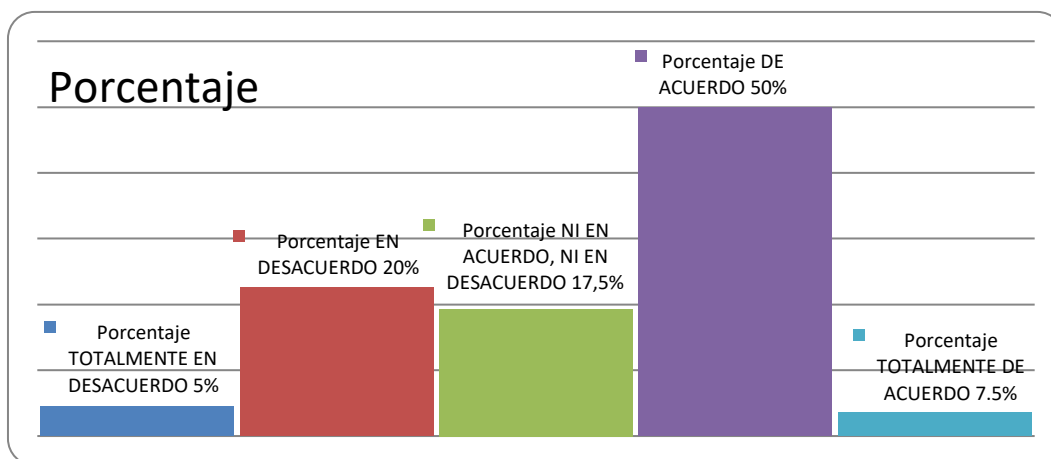 Porcentaje
Porcentaje
TOTALMENTE EN
DESACUERDO 5%
Porcentaje EN
DESACUERDO 20%
Porcentaje NI EN
ACUERDO, NI EN
DESACUERDO 17,5%
Porcentaje DE
ACUERDO 50%
Porcentaje
TOTALMENTE DE
ACUERDO 7.5%